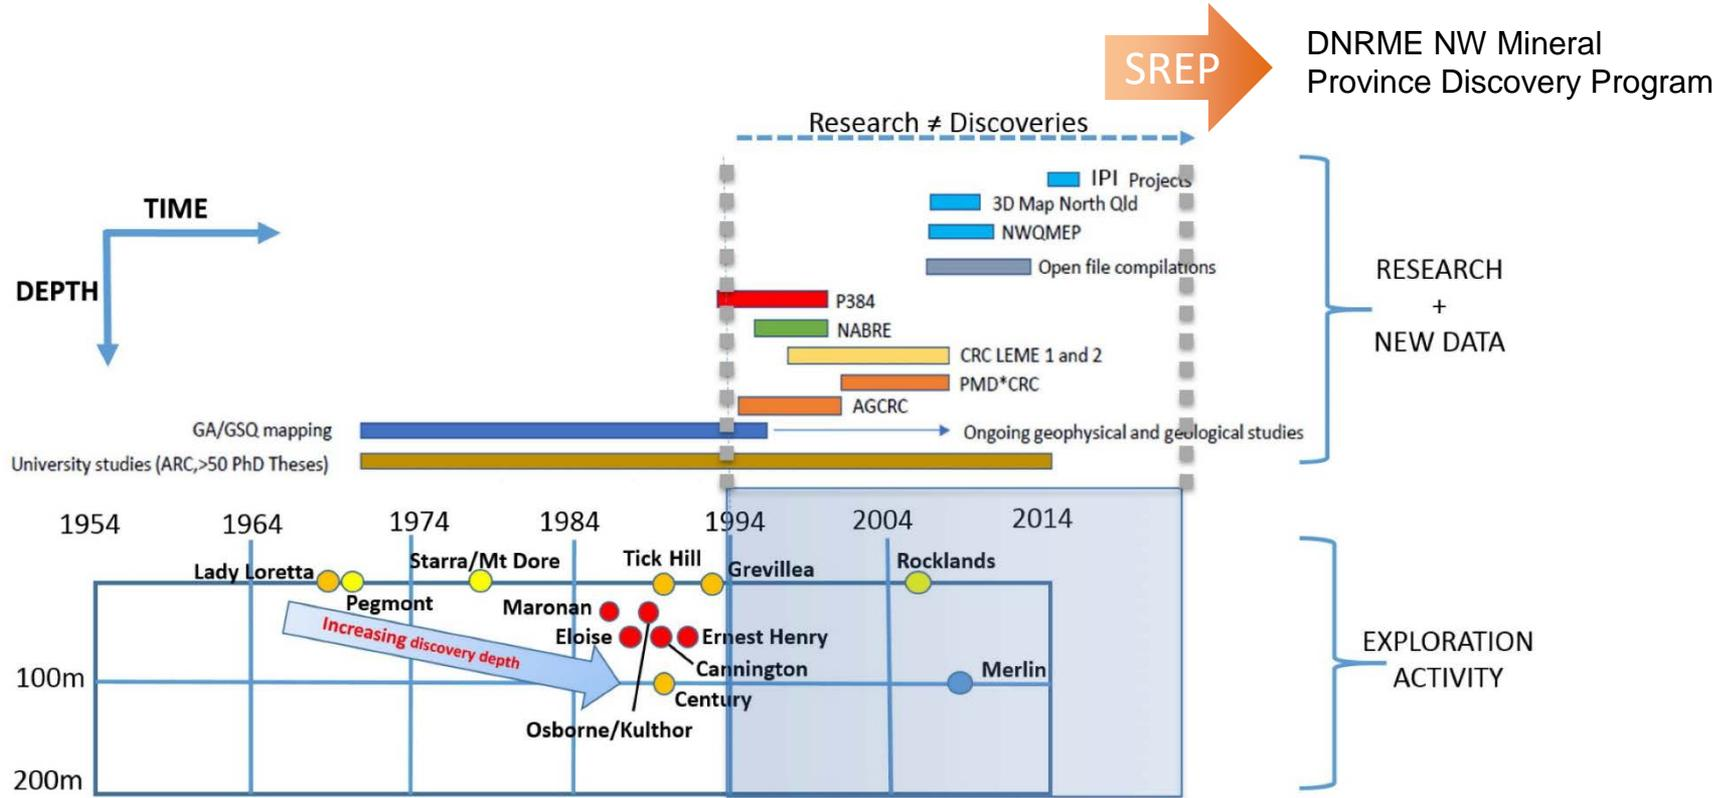 SREP
DNRME NW Mineral
Province Discovery Program
Research ≠ Discoveries
TIME
DEPTH
IPI Projects
3D Map North Qld
NWQMEP
Open file compilations
P384
NABRE
CRC LEME 1 and 2
PMD*CRC
AGCRC
GA/GSQ mapping
Ongoing geophysical and geological studies
University studies (ARC,>50 PhD Theses)
RESEARCH
+
NEW DATA
1954 1964 1974 1984 1994 2004 2014
Lady Loretta
Pegmont
Starra/Mt Dore
Tick Hill
Grevillea
Rocklands
Maronan
Eloise
Ernest Henry
Increasing discovery depth
Cannington
Merlin
100m
Century
Osborne/Kulthor
200m
EXPLORATION
ACTIVITY